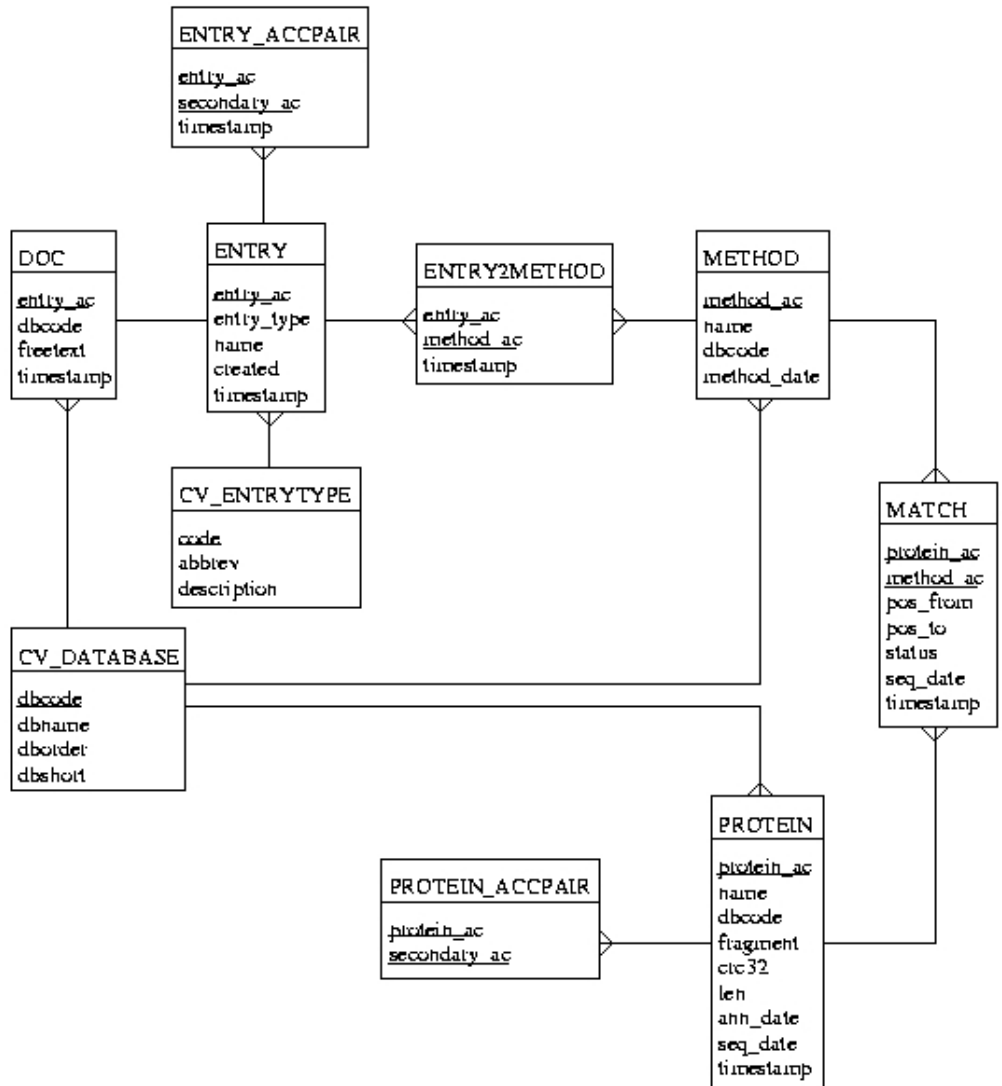 ENTRY_ACCPAIR
entry_ac
secondary_ac
timestamp
DOC
entry_ac
dbcode
freetext
timestamp
ENTRY
entry_ac
entry_type
name
created
timestamp
ENTRY2METHOD
entry_ac
method_ac
timestamp
METHOD
method_ac
name
dbcode
method_date
CV_ENTRYTYPE
code
abbrev
description
MATCH
protein_ac
method_ac
pos_from
pos_to
status
seq_date
timestamp
CV_DATABASE
dbcode
dbname
dborder
dbshort
PROTEIN
protein_ac
name
dbcode
fragment
crc32
len
ann_date
seq_date
timestamp
PROTEIN_ACCPAIR
protein_ac
secondary_ac